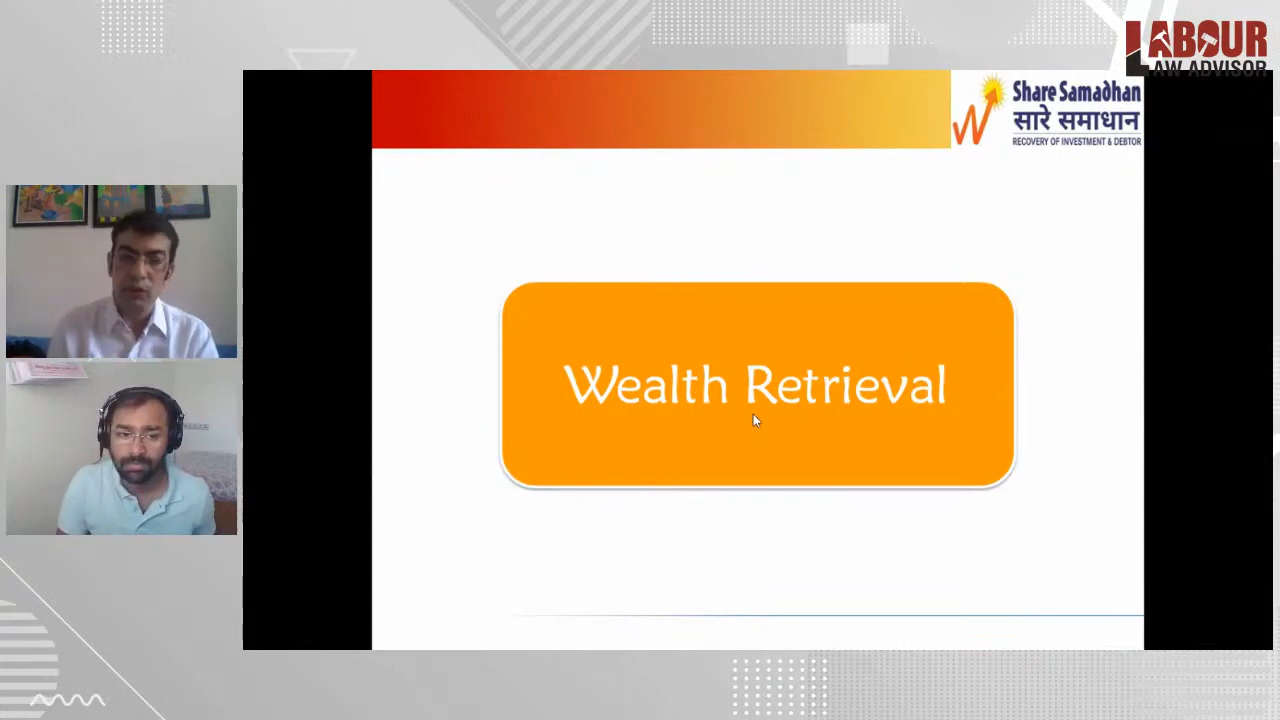 LABOUR
LAW ADVISOR
Share Samadhan
सारे समाधान
RECOVERY OF INVESTMENT & DEBTOR
Wealth Retrieval